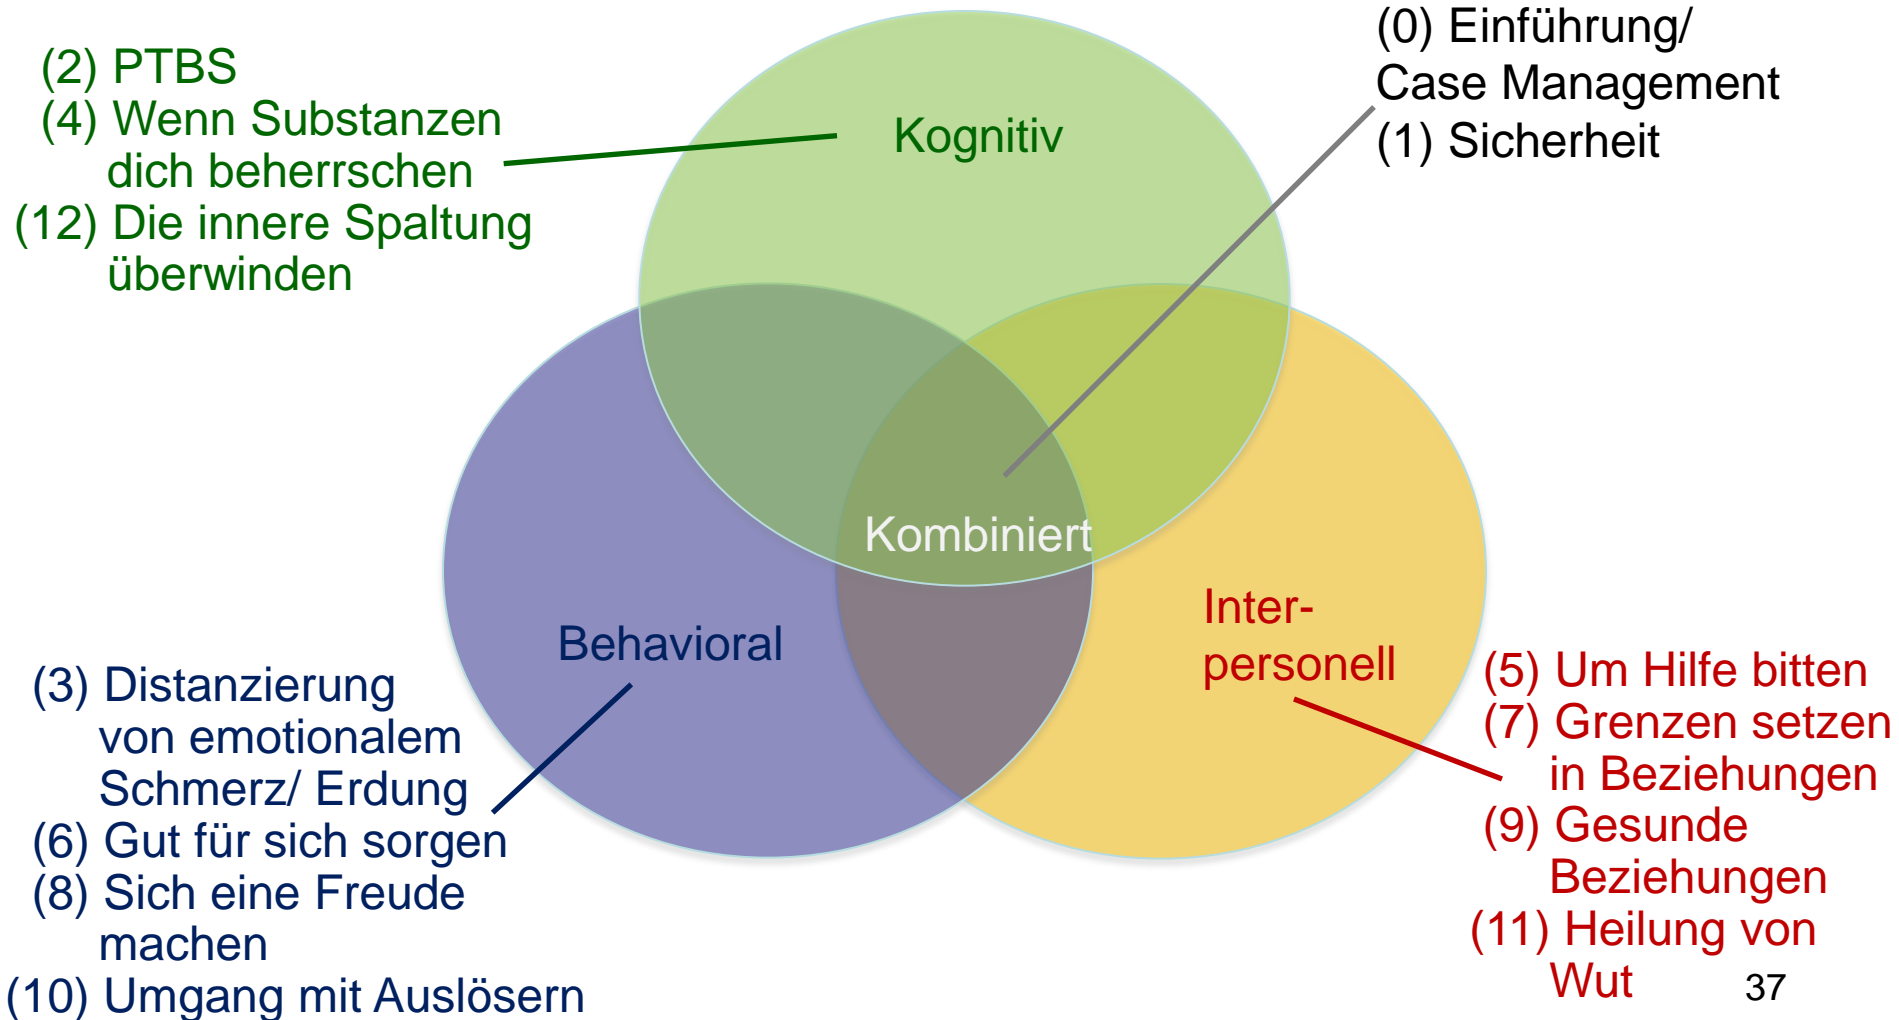 (2) PTBS
(4) Wenn Substanzen
dich beherrschen
(12) Die innere Spaltung
überwinden
Kognitiv
(0) Einführung/
Case Management
(1) Sicherheit
Kombiniert
Behavioral
Inter-
personell
(3) Distanzierung
von emotionalem
Schmerz/ Erdung
(6) Gut für sich sorgen
(8) Sich eine Freude
machen
(10) Umgang mit Auslösern
(5) Um Hilfe bitten
(7) Grenzen setzen
in Beziehungen
(9) Gesunde
Beziehungen
(11) Heilung von
Wut
37